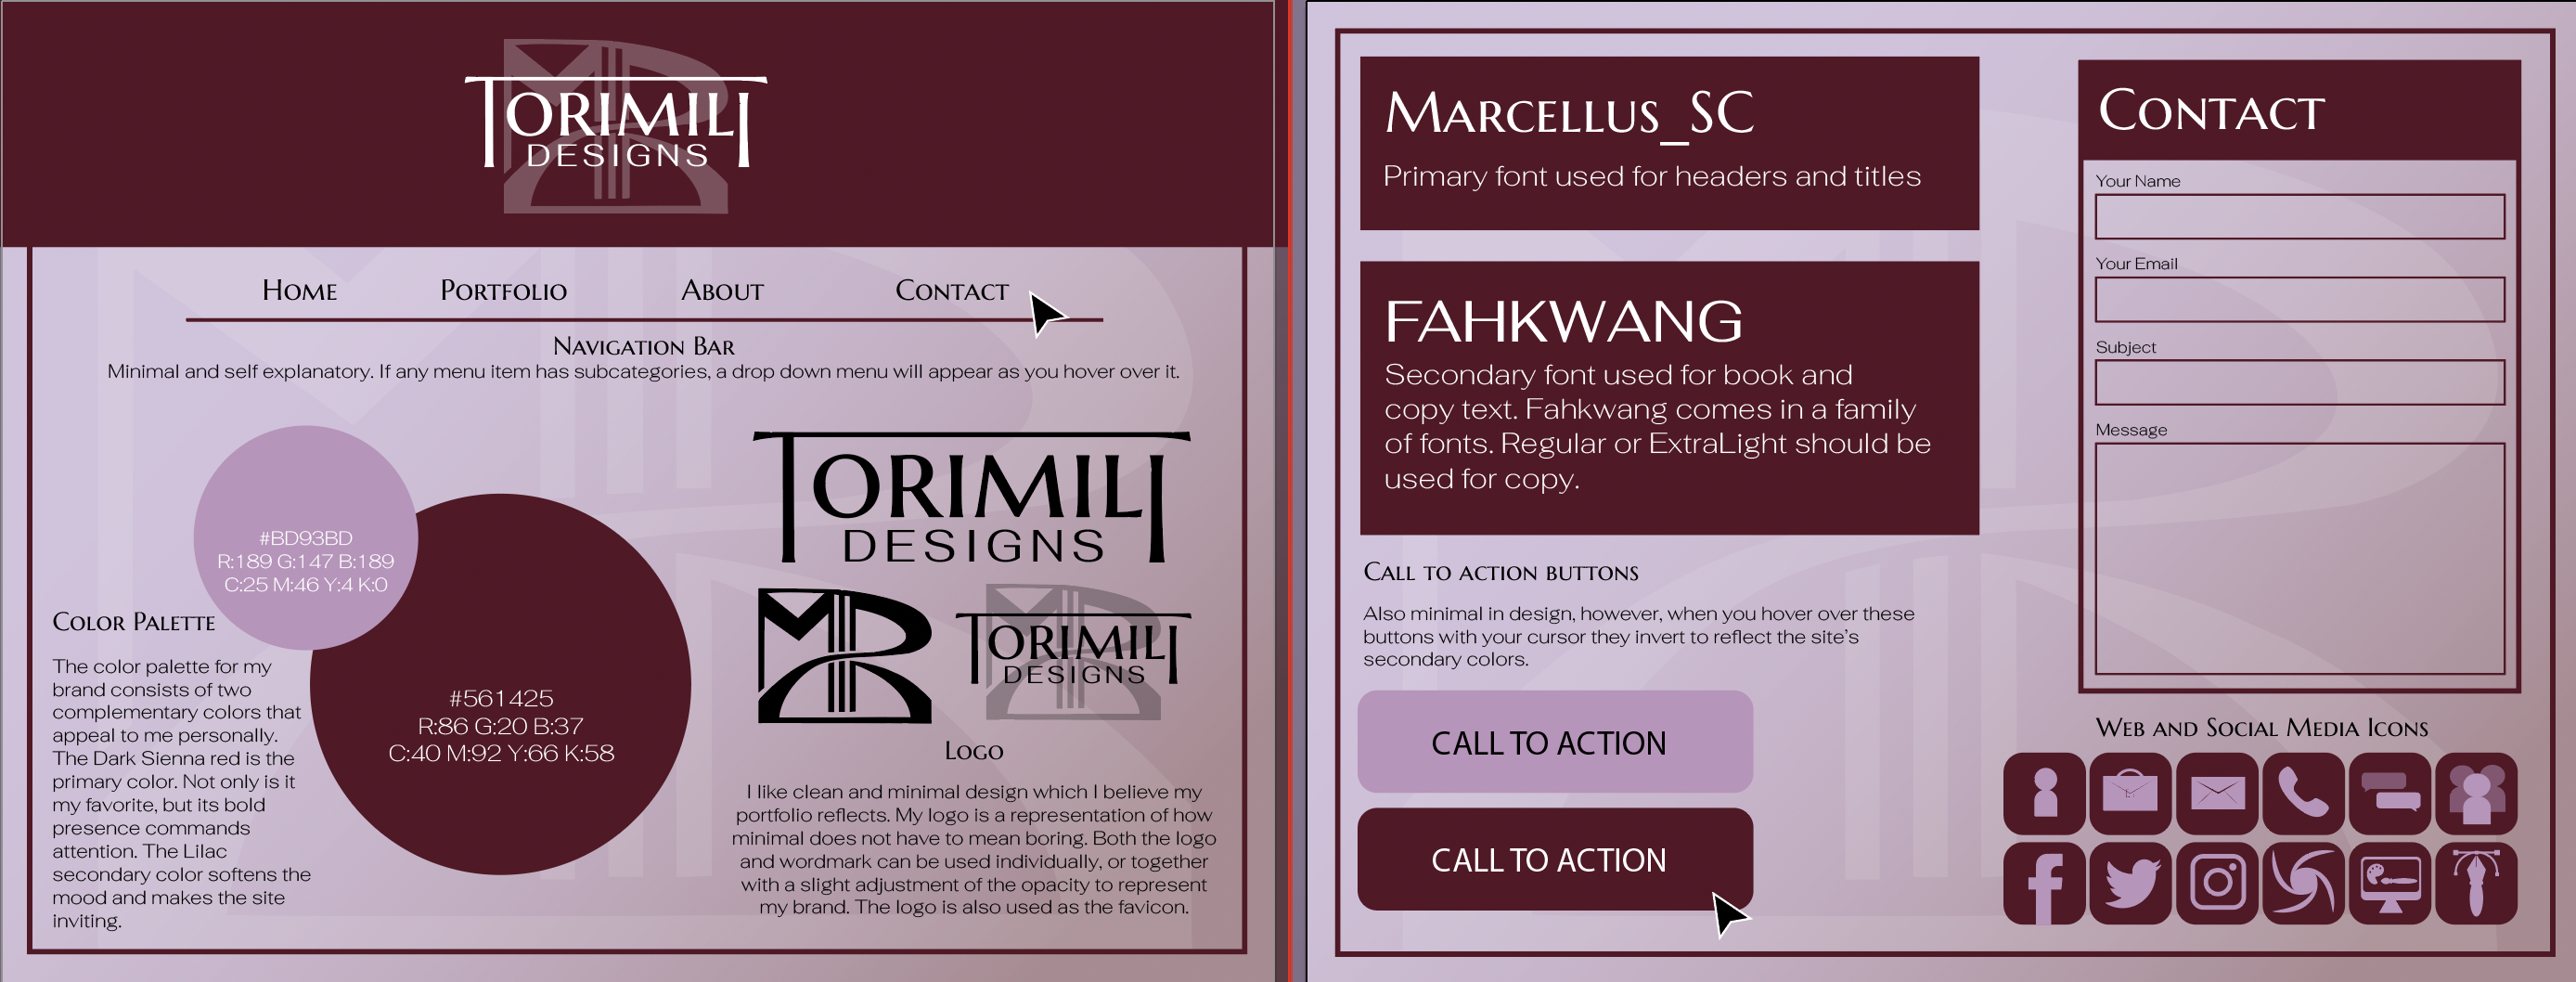 TORIMILI
DESIGNS
HOME PORTFOLIO ABOUT CONTACT
NAVIGATION BAR
Minimal and self explanatory. If any menu item has subcategories, a drop down menu will appear as you hover over it.
#BD93BD
R:189 G:147 B:189
C:25 M:46 Y:4 K:0
COLOR PALETTE
The color palette for my
brand consists of two
complementary colors that
appeal to me personally.
The Dark Sienna red is the
primary color. Not only is it
my favorite, but its bold
presence commands
attention. The Lilac
secondary color softens the
mood and makes the site
inviting.
#561425
R:86 G:20 B:37
C:40 M:92 Y:66 K:58
TORIMILI
DESIGNS
MR
TORIMILI
DESIGNS
LOGO
I like clean and minimal design which I believe my
portfolio reflects. My logo is a representation of how
minimal does not have to mean boring. Both the logo
and wordmark can be used individually, or together
with a slight adjustment of the opacity to represent
my brand. The logo is also used as the favicon.
MARCELLUS_SC
Primary font used for headers and titles
FAHKWANG
Secondary font used for book and
copy text. Fahkwang comes in a family
of fonts. Regular or ExtraLight should be
used for copy.
CALL TO ACTION BUTTONS
Also minimal in design, however, when you hover over these
buttons with your cursor they invert to reflect the site's
secondary colors.
CALL TO ACTION
CALL TO ACTION
CONTACT
Your Name
Your Email
Subject
Message
WEB AND SOCIAL MEDIA ICONS